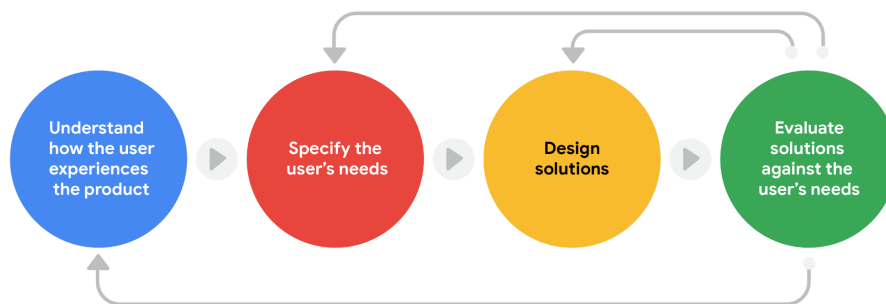 Understand
how the user
experiences
the product
Specify the
user's needs
Design
solutions
Evaluate
solutions
against the
user's needs